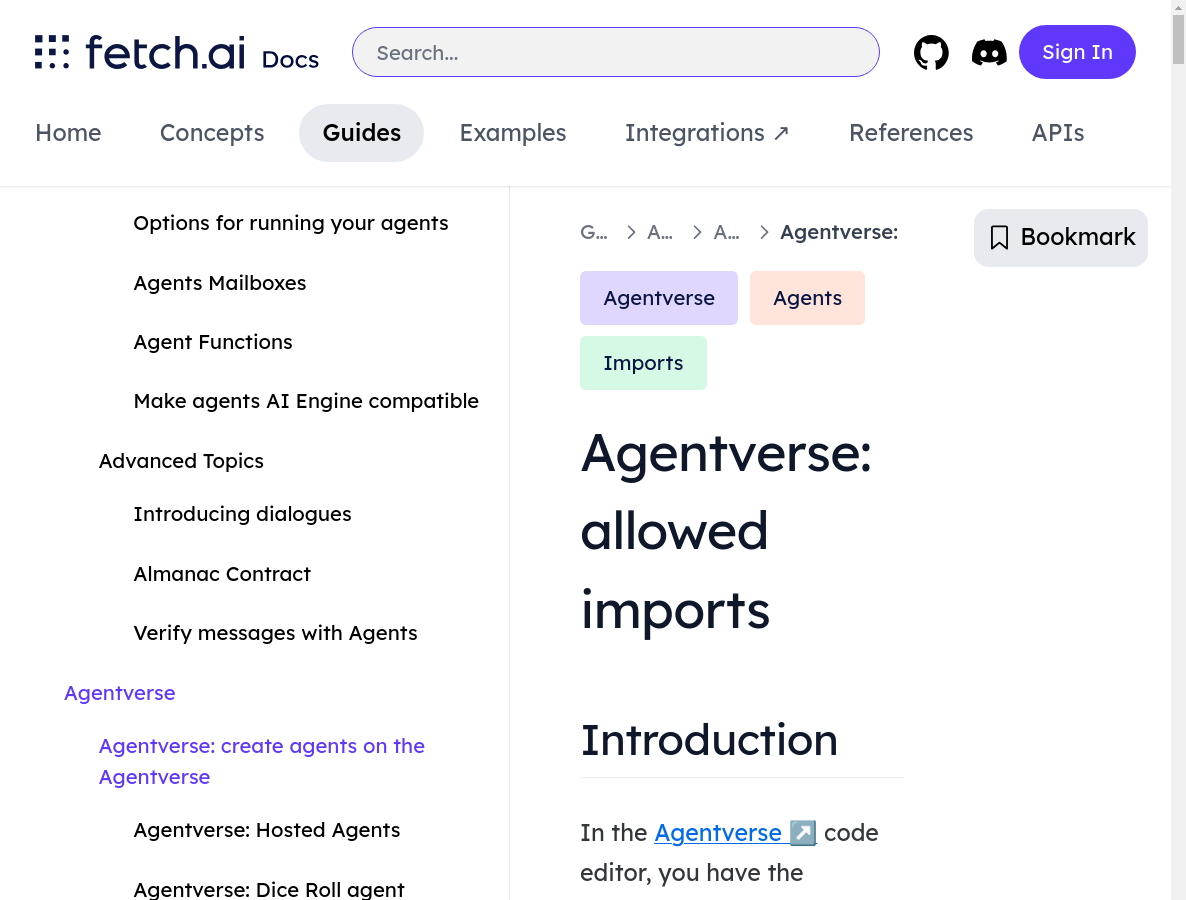 fetch.ai Docs
Search...
Sign In
Home Concepts Guides Examples Integrations ↗ References APIs
Options for running your agents
Agents Mailboxes
Agent Functions
Make agents AI Engine compatible
Advanced Topics
Introducing dialogues
Almanac Contract
Verify messages with Agents
Agentverse
Agentverse: create agents on the
Agentverse
Agentverse: Hosted Agents
Agentverse: Dice Roll agent
G... > A... > A... > Agentverse:
Bookmark
Agentverse Agents
Imports
Agentverse:
allowed
imports
Introduction
In the Agentverse ↗️ code
editor, you have the